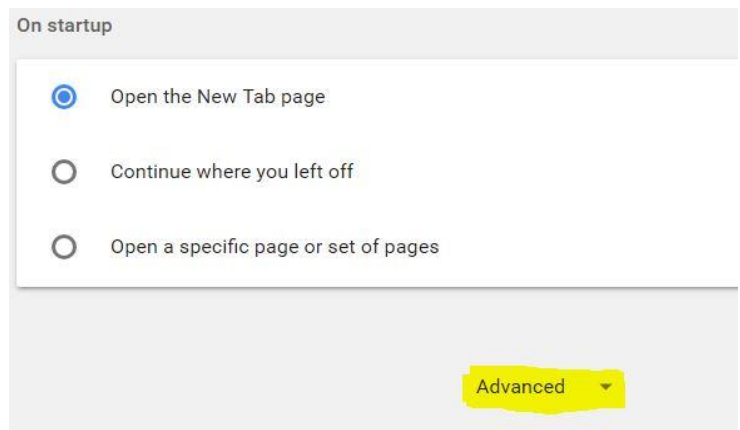 On startup
Open the New Tab page
Continue where you left off
Open a specific page or set of pages
Advanced